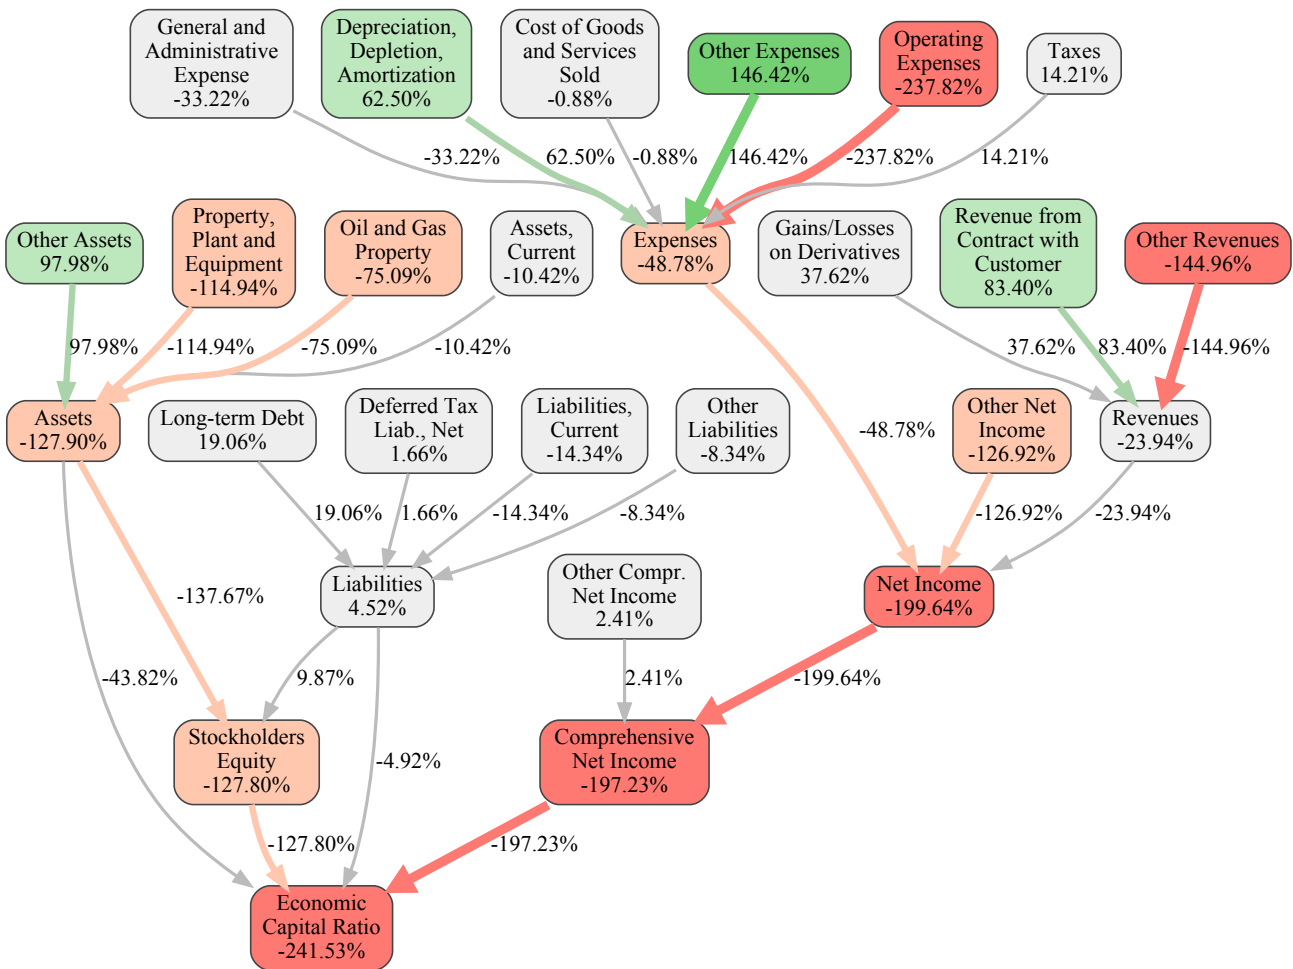 General and
Administrative
Expense
-33.22%
Depreciation,
Depletion,
Amortization
62.50%
Cost of Goods
and Services
Sold
-0.88%
Other Expenses
146.42%
Operating
Expenses
-237.82%
Taxes
14.21%
-33.22%
62.50%
-0.88%
146.42%
-237.82%
14.21%
Other Assets
97.98%
Property,
Plant and
Equipment
-114.94%
Oil and Gas
Property
-75.09%
Assets,
Current
-10.42%
Expenses
-48.78%
Gains/Losses
on Derivatives
37.62%
Revenue from
Contract with
Customer
83.40%
Other Revenues
-144.96%
97.98%
-114.94%
-75.09%
-10.42%
37.62%
83.40%
-144.96%
Assets
-127.90%
Long-term Debt
19.06%
Deferred Tax
Liab., Net
1.66%
Liabilities,
Current
-14.34%
Other
Liabilities
-8.34%
-48.78%
Other Net
Income
-126.92%
Revenues
-23.94%
19.06%
1.66%
-14.34%
-8.34%
-126.92%
-23.94%
-137.67%
Liabilities
4.52%
Other Compr.
Net Income
2.41%
Net Income
-199.64%
-43.82%
9.87%
2.41%
-199.64%
Stockholders
Equity
-127.80%
-4.92%
Comprehensive
Net Income
-197.23%
-127.80%
-197.23%
Economic
Capital Ratio
-241.53%